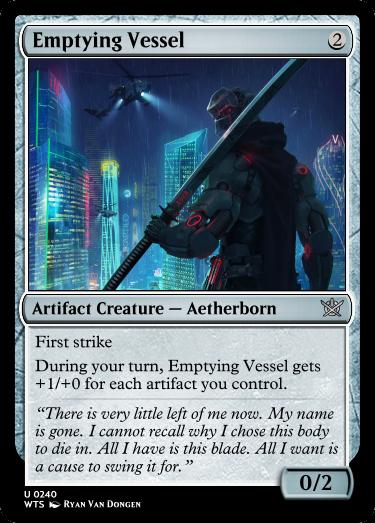 Emptying Vessel 2
Artifact Creature — Aetherborn
First strike
During your turn, Emptying Vessel gets
+1/+0 for each artifact you control.
“There is very little left of me now. My name
is gone. I cannot recall why I chose this body
to die in. All I have is this blade. All I want is
a cause to swing it for.”
0/2
U 0240
WTS Ryan Van Dongen